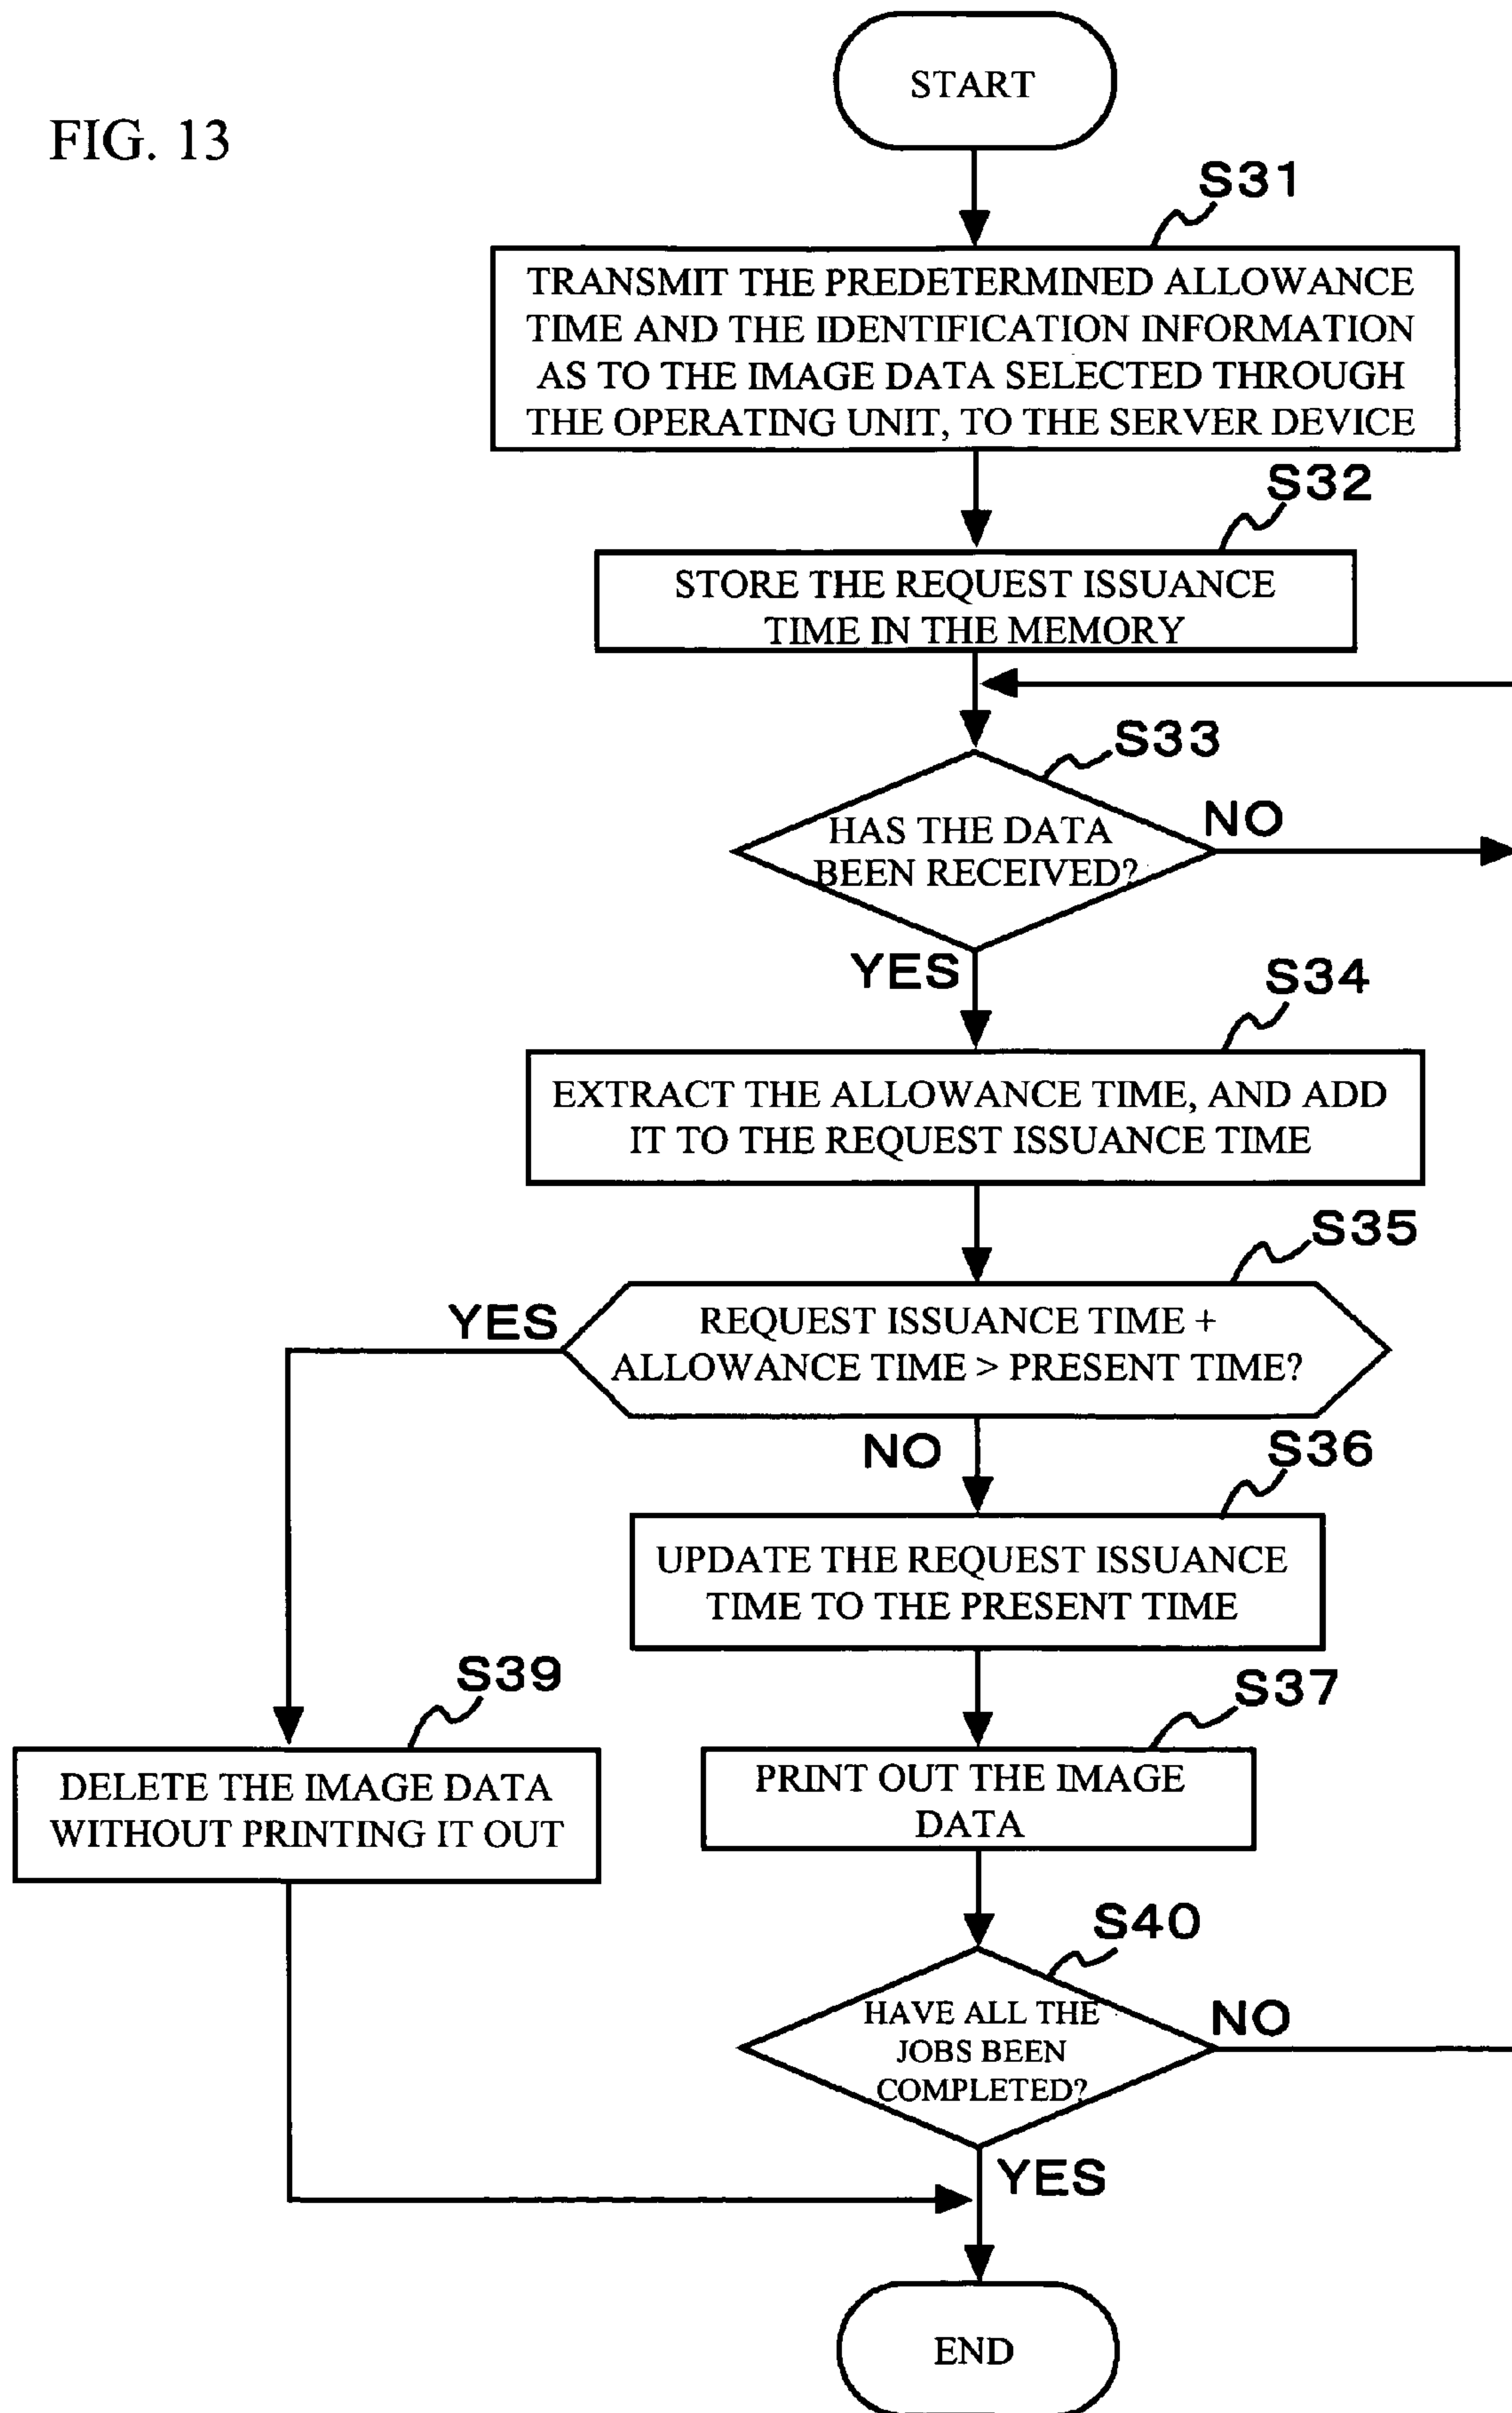 FIG. 13
START
S31
TRANSMIT THE PREDETERMINED ALLOWANCE
TIME AND THE IDENTIFICATION INFORMATION
AS TO THE IMAGE DATA SELECTED THROUGH
THE OPERATING UNIT, TO THE SERVER DEVICE
S32
STORE THE REQUEST ISSUANCE
TIME IN THE MEMORY
S33
HAS THE DATA
BEEN RECEIVED?
NO
YES
S34
EXTRACT THE ALLOWANCE TIME, AND ADD
IT TO THE REQUEST ISSUANCE TIME
S35
YES
REQUEST ISSUANCE TIME +
ALLOWANCE TIME > PRESENT TIME?
NO
S36
UPDATE THE REQUEST ISSUANCE
TIME TO THE PRESENT TIME
S39
DELETE THE IMAGE DATA
WITHOUT PRINTING IT OUT
S37
PRINT OUT THE IMAGE
DATA
S40
HAVE ALL THE
JOBS BEEN
COMPLETED?
NO
YES
END